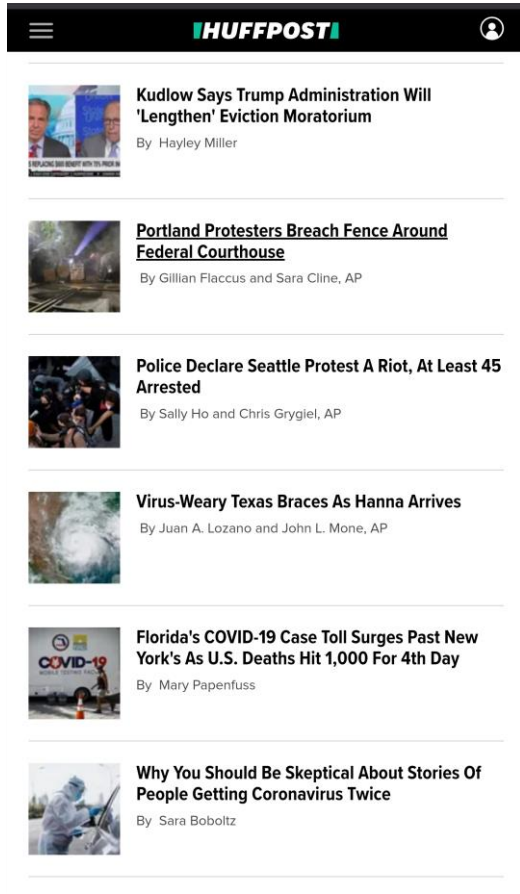 HUFFPOST
Kudlow Says Trump Administration Will
'Lengthen' Eviction Moratorium
By Hayley Miller
Portland Protesters Breach Fence Around
Federal Courthouse
By Gillian Flaccus and Sara Cline, AP
Police Declare Seattle Protest A Riot, At Least 45
Arrested
By Sally Ho and Chris Grygiel, AP
Virus-Weary Texas Braces As Hanna Arrives
By Juan A. Lozano and John L. Mone, AP
COVID-19
Florida's COVID-19 Case Toll Surges Past New
York's As U.S. Deaths Hit 1,000 For 4th Day
By Mary Papenfuss
Why You Should Be Skeptical About Stories Of
People Getting Coronavirus Twice
By Sara Boboltz